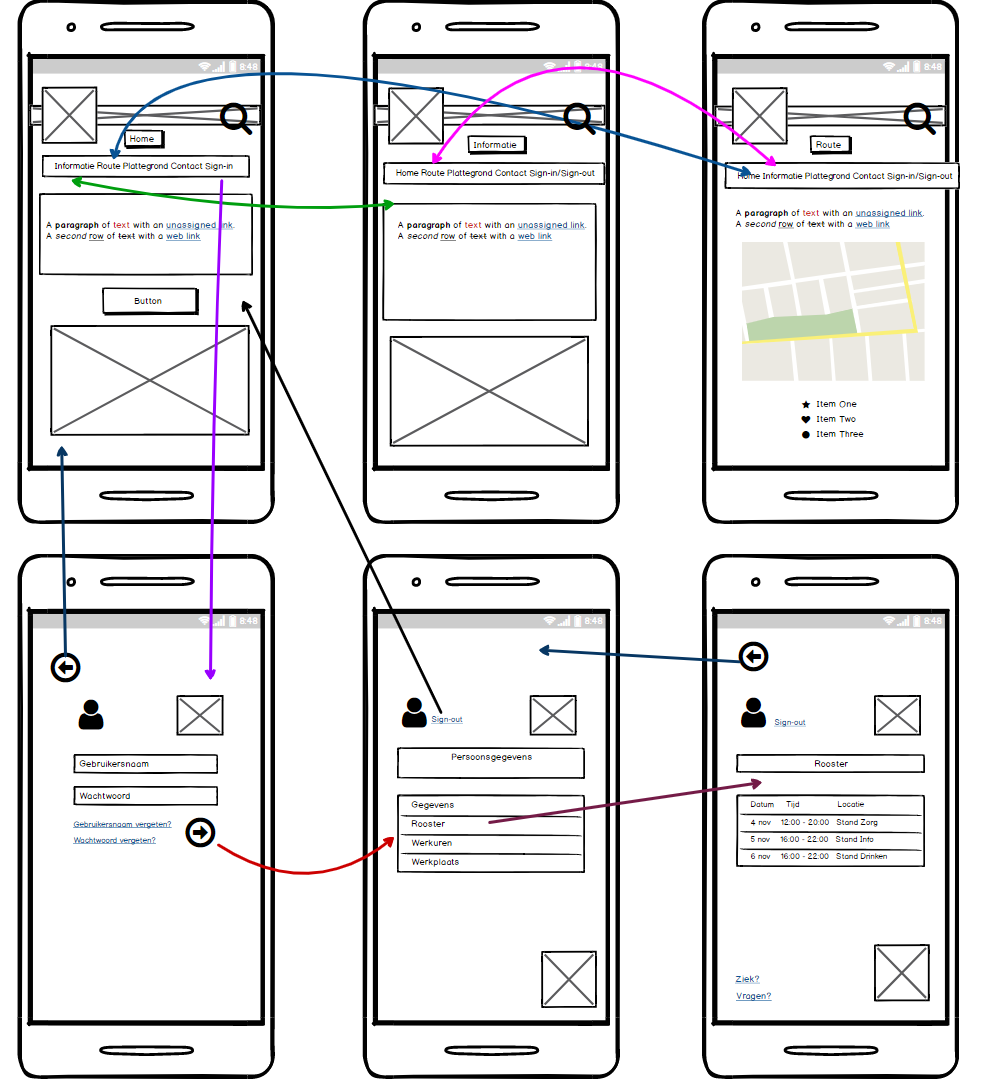 8:48
Home
Informatie Route Plattegrond Contact Sign-in
A paragraph of text with an unassigned link.
A second row of text with a web link
Button
8:48
Informatie
Home Route Plattegrond Contact Sign-in/Sign-out
A paragraph of text with an unassigned link.
A second row of text with a web link
8:48
Route
Home Informatie Plattegrond Contact Sign-in/Sign-out
A paragraph of text with an unassigned link.
A second row of text with a web link
Item One
Item Two
Item Three
8:48
Gebruikersnaam
Wachtwoord
Gebruikersnaam vergeten?
Wachtwoord vergeten?
8:48
Sign-out
Persoonsgegevens
Gegevens
Rooster
Werkuren
Werkplaats
8:48
Sign-out
Rooster
Datum Tijd Locatie
4 nov 12:00 - 20:00 Stand Zorg
5 nov 16:00 - 22:00 Stand Info
6 nov 16:00 - 22:00 Stand Drinken
Ziek?
Vragen?